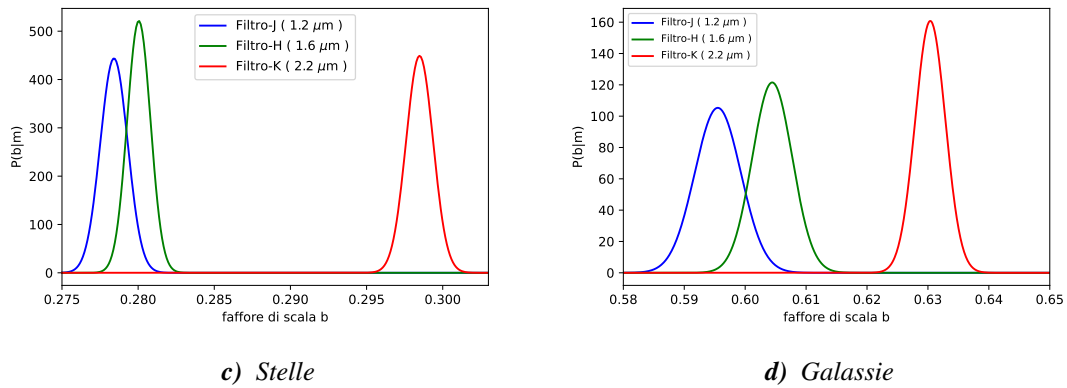 500
400
300
200
100
0
P(b|m)
Filtro-J ( 1.2 μm )
Filtro-H ( 1.6 μm )
Filtro-K ( 2.2 μm )
0.275 0.280 0.285 0.290 0.295 0.300
faffore di scala b
c) Stelle
160
140
120
100
80
60
40
20
0
P(b|m)
Filtro-J ( 1.2 μm )
Filtro-H ( 1.6 μm )
Filtro-K ( 2.2 μm )
0.58 0.59 0.60 0.61 0.62 0.63 0.64 0.65
faffore di scala b
d) Galassie